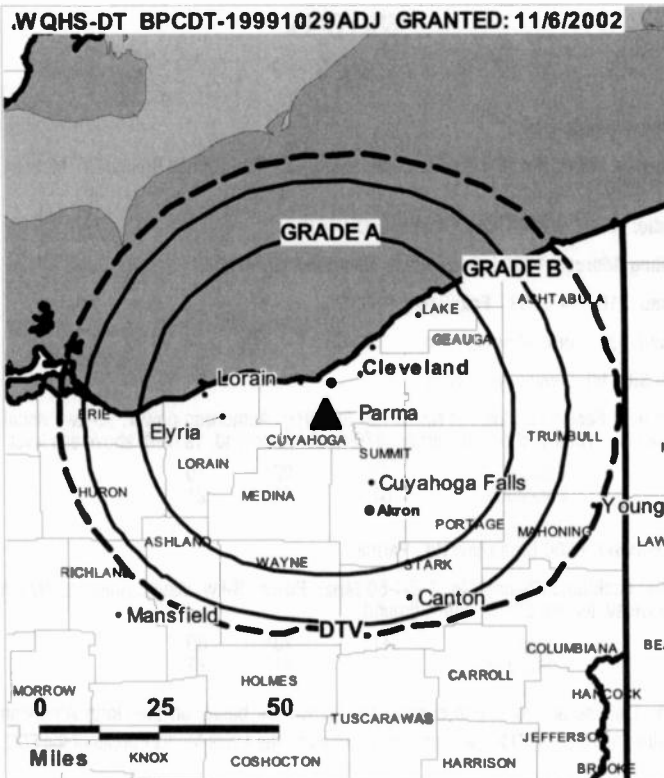 WQHS-DT BPCDT-19991029ADJ GRANTED: 11/6/2002
GRADE A
GRADE B
ASHTABULA
LAKE
GEAUGA
Cleveland
Lorain
ERIE
Elyria
Parma
CUYAHOGA
TRUMBULL
LORAIN
SUMMIT
HURON
MEDINA
Cuyahoga Falls
Akron
Young
PORTAGE
MAHONING
LAW
ASHLAND
WAYNE
STARK
RICHLAND
Canton
Mansfield
DTV
COLUMBIANA
BEA
HOLMES
CARROLL
MORROW
HANCOCK
0 25 50
TUSCARAWAS
JEFFERSON
Miles
KNOX
COSHOCTON
HARRISON
BROOKE